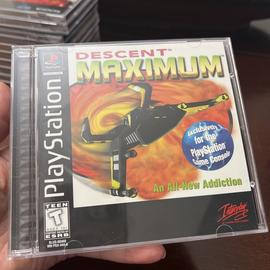 DESCENT
MAXIMUM
PlayStation
Exclusively
for the
PlayStation
Game Console
An All-New Addiction
TEEN
T
ESRB
Interplay